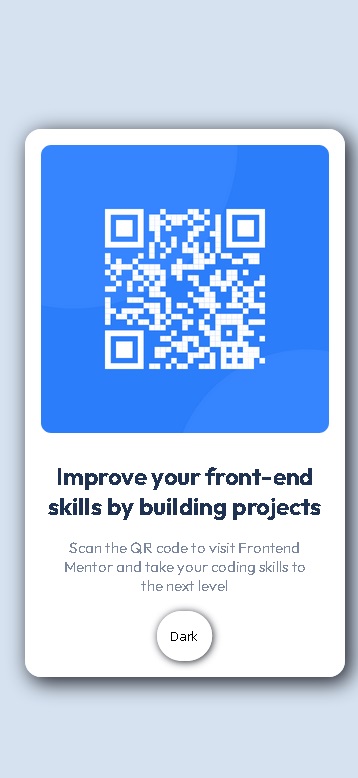 Improve your front-end
skills by building projects
Scan the QR code to visit Frontend
Mentor and take your coding skills to
the next level
Dark